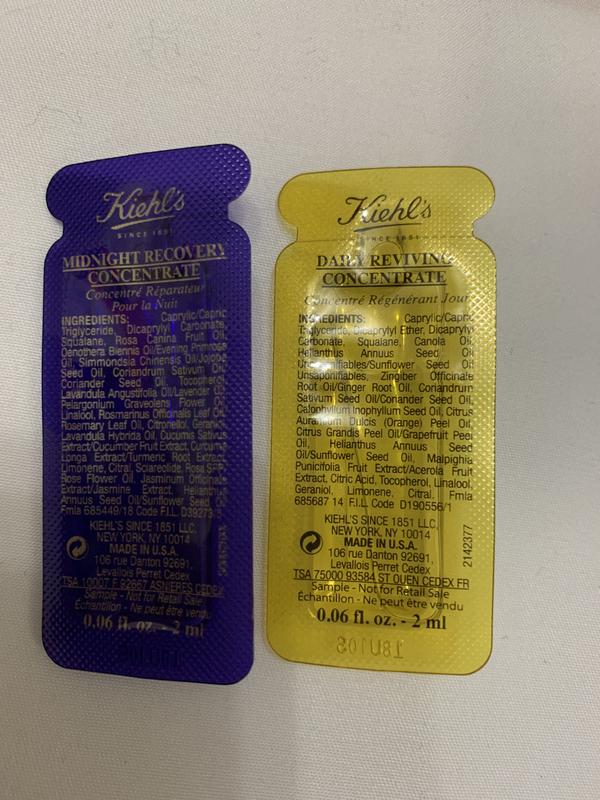 Kiehl's
SINCE 1851
MIDNIGHT RECOVERY
CONCENTRATE
Concentré Réparateur
Pour la Nuit
INGREDIENTS: Caprylic/Capric
Triglyceride, Dicaprylyl Carbonate,
Squalane, Rosa Canina Fruit Oil,
Oenothera Biennis Oil/Evening Primrose
Oil, Simmondsia Chinensis Oil/Jojoba
Seed Oil, Coriandrum Sativum Oil/
Coriander Seed Oil, Tocopherol,
Lavandula Angustifolia Oil/Lavender Oil,
Pelargonium Graveolens Flower Oil,
Linalool, Rosmarinus Officinalis Leaf Oil/
Rosemary Leaf Oil, Citronellol, Geraniol,
Lavandula Hybrida Oil, Cucumis Sativus
Extract/Cucumber Fruit Extract, Curcuma
Longa Extract/Turmeric Root Extract,
Limonene, Citral, Sclareolide, Rosa SPP/
Rose Flower Oil, Jasminum Officinale
Extract/Jasmine Extract, Helianthus
Annuus Seed Oil/Sunflower Seed Oil.
Fmla 685449/18 Code F.I.L. D39273
KIEHL'S SINCE 1851 LLC,
NEW YORK, NY 10014
MADE IN U.S.A.
106 rue Danton 92691,
Levallois Perret Cedex
TSA 10007 F 92667 ASNIERES CEDEX
Sample - Not for Retail Sale
Échantillon - Ne peut être vendu
0.06 fl. oz. - 2 ml
Kiehl's
SINCE 1851
DAILY REVIVING
CONCENTRATE
Concentré Régénérant Jour
INGREDIENTS: Caprylic/Capric
Triglyceride, Dicaprylyl Ether, Dicaprylyl
Carbonate, Squalane, Canola Oil,
Helianthus Annuus Seed Oil
Unsaponifiables/Sunflower Seed Oil
Unsaponifiables, Zingiber Officinale
Root Oil/Ginger Root Oil, Coriandrum
Sativum Seed Oil/Coriander Seed Oil,
Calophyllum Inophyllum Seed Oil, Citrus
Aurantium Dulcis (Orange) Peel Oil,
Citrus Grandis Peel Oil/Grapefruit Peel
Oil, Helianthus Annuus Seed
Oil/Sunflower Seed Oil, Malpighia
Punicifolia Fruit Extract/Acerola Fruit
Extract, Citric Acid, Tocopherol, Linalool,
Geraniol, Limonene, Citral. Fmla
685687 14 F.I.L. Code D190556/1
KIEHL'S SINCE 1851 LLC,
NEW YORK, NY 10014
MADE IN U.S.A.
106 rue Danton 92691,
Levallois Perret Cedex
TSA 75000 93584 ST OUEN CEDEX FR
Sample - Not for Retail Sale
Échantillon - Ne peut être vendu
0.06 fl. oz. - 2 ml
2142377